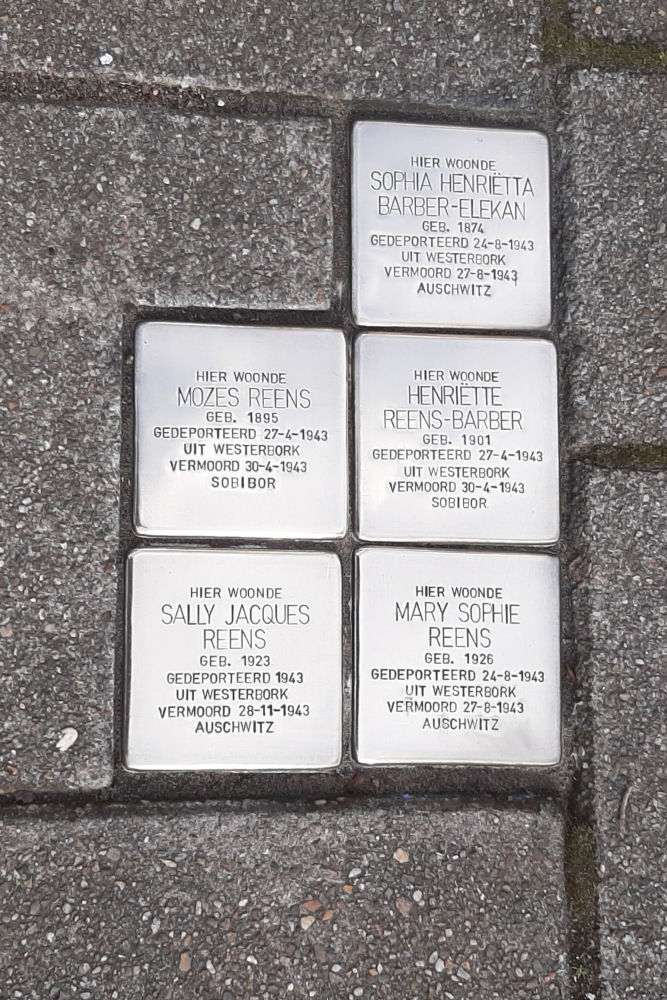 HIER WOONDE
SOPHIA HENRIËTTA
BARBER-ELEKAN
GEB. 1874
GEDEPORTEERD 24-8-1943
UIT WESTERBORK
VERMOORD 27-8-1943
AUSCHWITZ
HIER WOONDE
MOZES REENS
GEB. 1895
GEDEPORTEERD 27-4-1943
UIT WESTERBORK
VERMOORD 30-4-1943
SOBIBOR
HIER WOONDE
HENRIËTTE
REENS-BARBER
GEB. 1901
GEDEPORTEERD 27-4-1943
UIT WESTERBORK
VERMOORD 30-4-1943
SOBIBOR
HIER WOONDE
SALLY JACQUES
REENS
GEB. 1923
GEDEPORTEERD 1943
UIT WESTERBORK
VERMOORD 28-11-1943
AUSCHWITZ
HIER WOONDE
MARY SOPHIE
REENS
GEB. 1926
GEDEPORTEERD 24-8-1943
UIT WESTERBORK
VERMOORD 27-8-1943
AUSCHWITZ